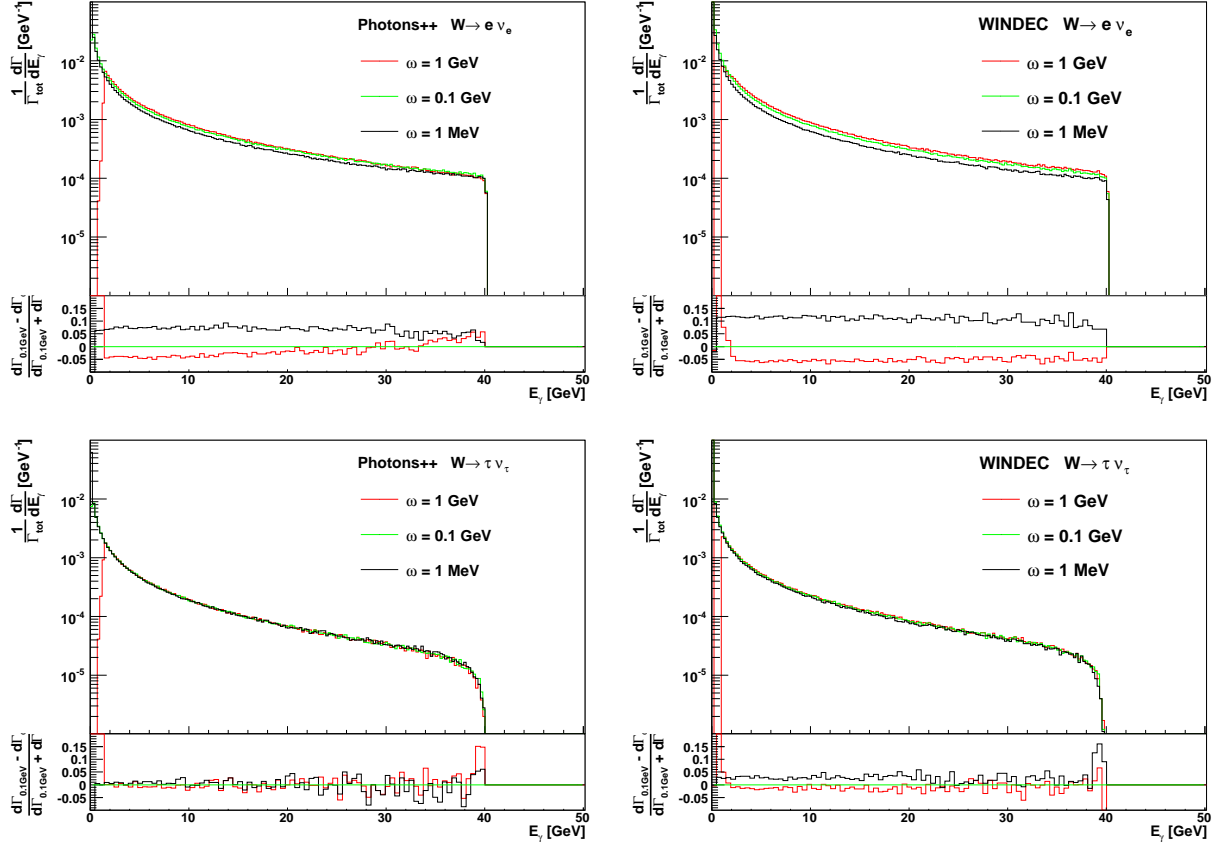 Photons++ W→ e ν_e
ω = 1 GeV
ω = 0.1 GeV
ω = 1 MeV
1/Γ_tot dΓ/dE_γ [GeV⁻¹]
10⁻²
10⁻³
10⁻⁴
10⁻⁵
dΓ_0.1GeV - dΓ
dΓ_0.1GeV + dΓ
0.15
0.1
0.05
0
-0.05
0 10 20 30 40 50
E_γ [GeV]
WINDEC W→ e ν_e
ω = 1 GeV
ω = 0.1 GeV
ω = 1 MeV
1/Γ_tot dΓ/dE_γ [GeV⁻¹]
10⁻²
10⁻³
10⁻⁴
10⁻⁵
dΓ_0.1GeV - dΓ
dΓ_0.1GeV + dΓ
0.15
0.1
0.05
0
-0.05
0 10 20 30 40 50
E_γ [GeV]
Photons++ W→ τ ν_τ
ω = 1 GeV
ω = 0.1 GeV
ω = 1 MeV
1/Γ_tot dΓ/dE_γ [GeV⁻¹]
10⁻²
10⁻³
10⁻⁴
10⁻⁵
dΓ_0.1GeV - dΓ
dΓ_0.1GeV + dΓ
0.15
0.1
0.05
0
-0.05
0 10 20 30 40 50
E_γ [GeV]
WINDEC W→ τ ν_τ
ω = 1 GeV
ω = 0.1 GeV
ω = 1 MeV
1/Γ_tot dΓ/dE_γ [GeV⁻¹]
10⁻²
10⁻³
10⁻⁴
10⁻⁵
dΓ_0.1GeV - dΓ
dΓ_0.1GeV + dΓ
0.15
0.1
0.05
0
-0.05
0 10 20 30 40 50
E_γ [GeV]